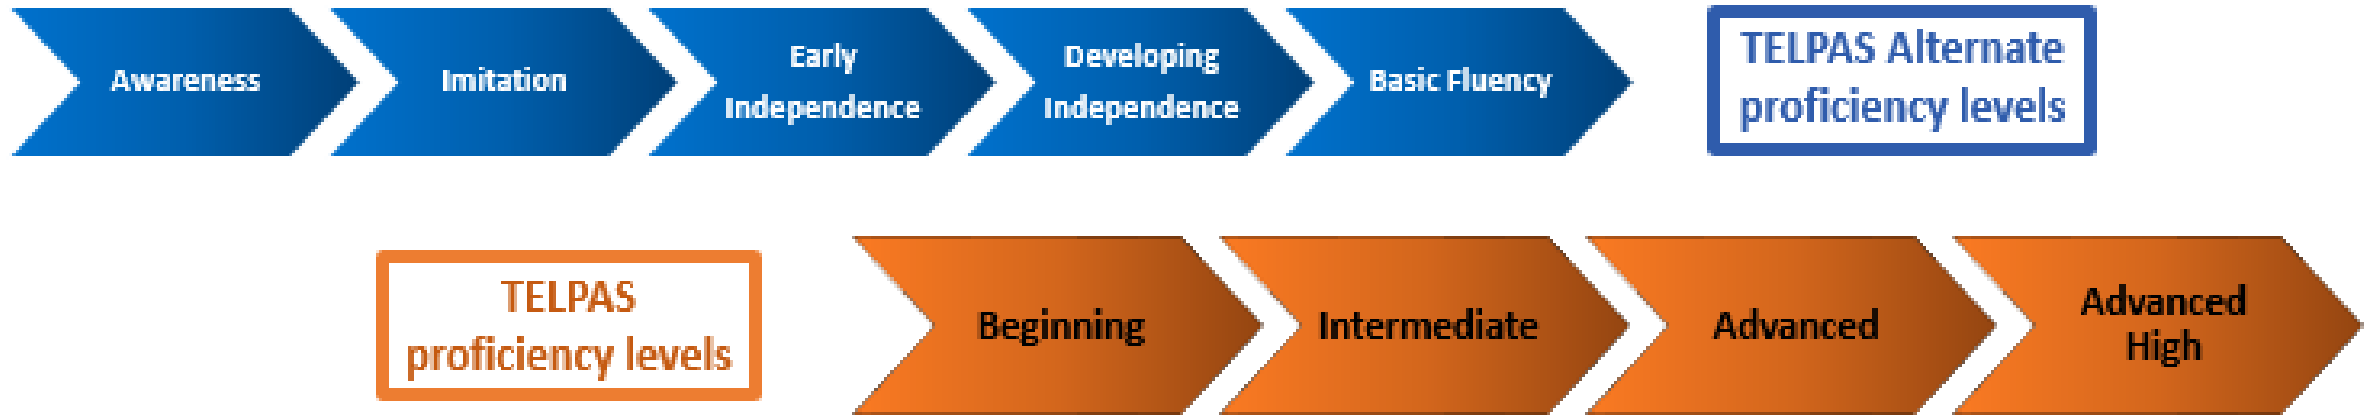 Awareness
Imitation
Early
Independence
Developing
Independence
Basic Fluency
TELPAS Alternate
proficiency levels
TELPAS
proficiency levels
Beginning
Intermediate
Advanced
Advanced
High